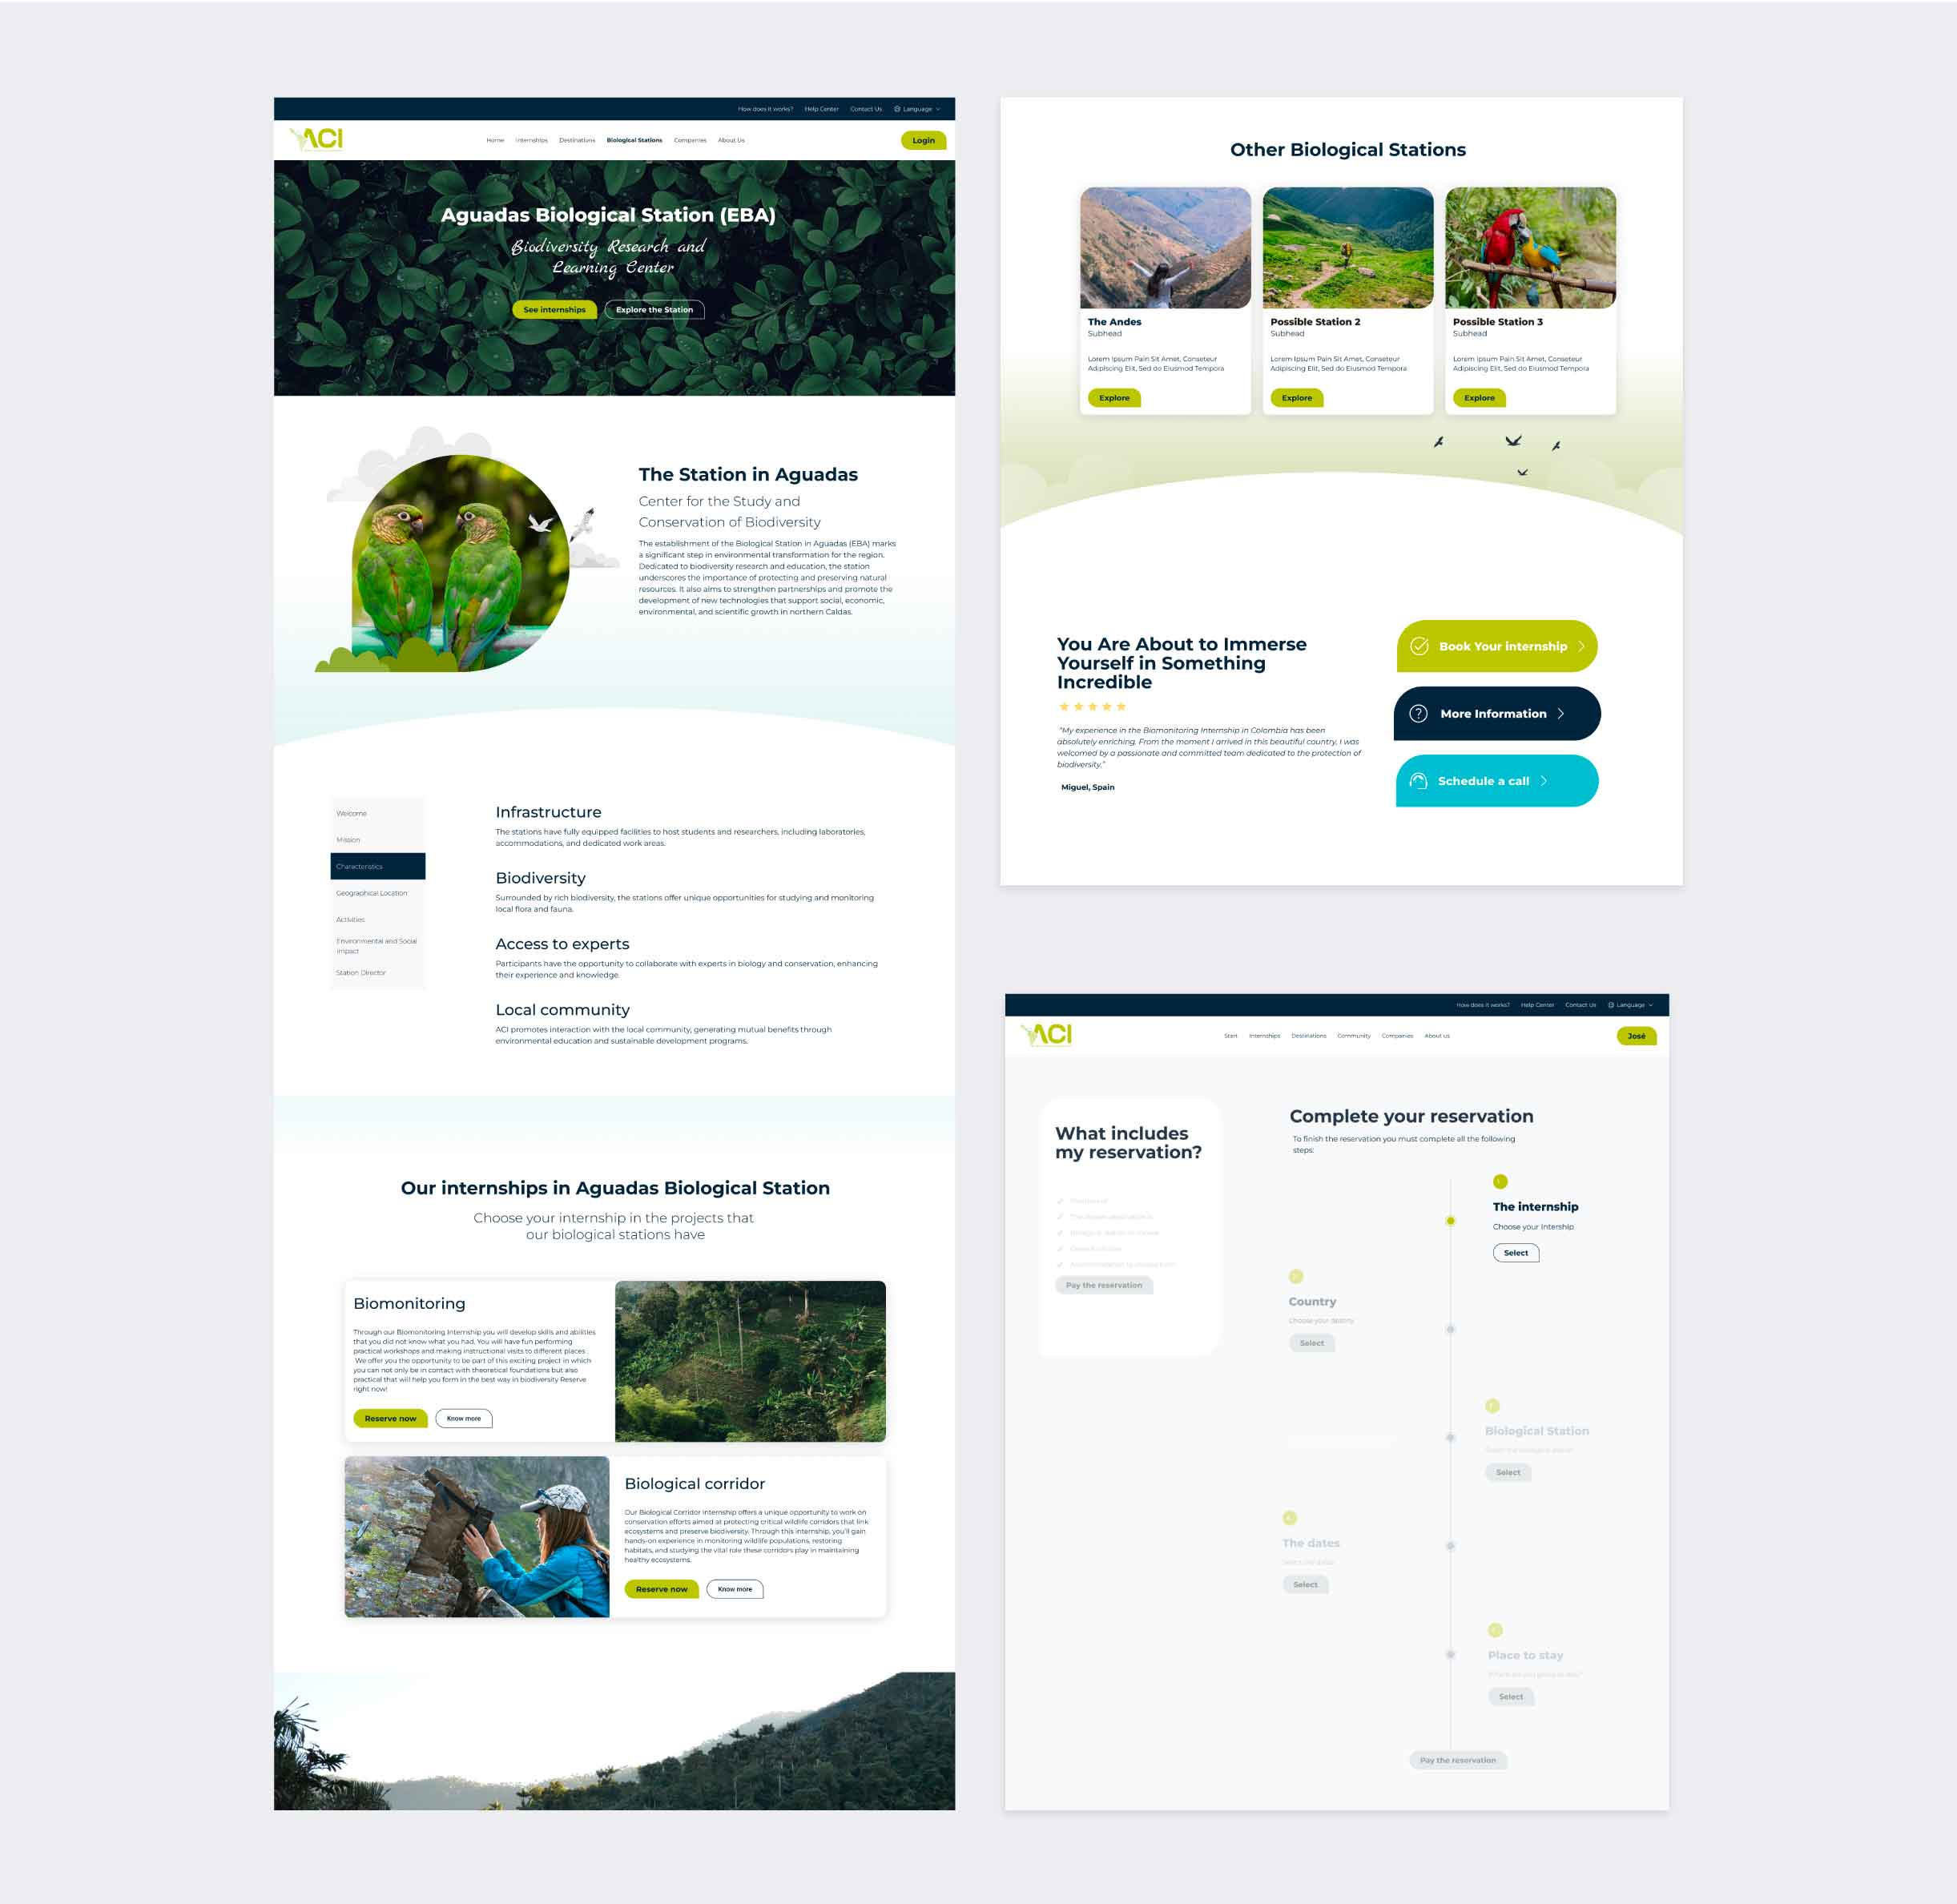 How does it works? Help Center Contact Us Language
ACI
Home Internships Destinations Biological Stations Companies About Us
Login
Aguadas Biological Station (EBA)
Biodiversity Research and
Learning Center
See internships
Explore the Station
The Station in Aguadas
Center for the Study and
Conservation of Biodiversity
The establishment of the Biological Station in Aguadas (EBA) marks
a significant step in environmental transformation for the region.
Dedicated to biodiversity research and education, the station
underscores the importance of protecting and preserving natural
resources. It also aims to strengthen partnerships and promote the
development of new technologies that support social, economic,
environmental, and scientific growth in northern Caldas.
Welcome
Mission
Characteristics
Geographical Location
Activities
Environmental and Social
Impact
Station Director
Infrastructure
The stations have fully equipped facilities to host students and researchers, including laboratories,
accommodations, and dedicated work areas.
Biodiversity
Surrounded by rich biodiversity, the stations offer unique opportunities for studying and monitoring
local flora and fauna.
Access to experts
Participants have the opportunity to collaborate with experts in biology and conservation, enhancing
their experience and knowledge.
Local community
ACI promotes interaction with the local community, generating mutual benefits through
environmental education and sustainable development programs.
Our internships in Aguadas Biological Station
Choose your internship in the projects that
our biological stations have
Biomonitoring
Through our Biomonitoring Internship you will develop skills and abilities
that you did not know what you had, You will have fun performing
practical workshops and making instructional visits to different places .
We offer you the opportunity to be part of this exciting project in which
you can not only be in contact with theoretical foundations but also
practical that will help you form in the best way in biodiversity Reserve
right now!
Reserve now
Know more
Biological corridor
Our Biological Corridor Internship offers a unique opportunity to work on
conservation efforts aimed at protecting critical wildlife corridors that link
ecosystems and preserve biodiversity. Through this internship, you'll gain
hands-on experience in monitoring wildlife populations, restoring
habitats, and studying the vital role these corridors play in maintaining
healthy ecosystems.
Reserve now
Know more
Other Biological Stations
The Andes
Subhead
Lorem Ipsum Pain Sit Amet, Conseteur
Adipiscing Elit, Sed do Eiusmod Tempora
Explore
Possible Station 2
Subhead
Lorem Ipsum Pain Sit Amet, Conseteur
Adipiscing Elit, Sed do Eiusmod Tempora
Explore
Possible Station 3
Subhead
Lorem Ipsum Pain Sit Amet, Conseteur
Adipiscing Elit, Sed do Eiusmod Tempora
Explore
You Are About to Immerse
Yourself in Something
Incredible
"My experience in the Biomonitoring Internship in Colombia has been
absolutely enriching. From the moment I arrived in this beautiful country, I was
welcomed by a passionate and committed team dedicated to the protection of
biodiversity."
Miguel, Spain
Book Your internship
More Information
Schedule a call
How does it works? Help Center Contact Us Language
ACI
Start Internships Destinations Community Companies About us
José
What includes
my reservation?
Pay the reservation
Complete your reservation
To finish the reservation you must complete all the following
steps:
The internship
Choose your Intership
Select
Country
Choose your destiny
Select
Biological Station
Select
The dates
Select
Place to stay
Select
Pay the reservation